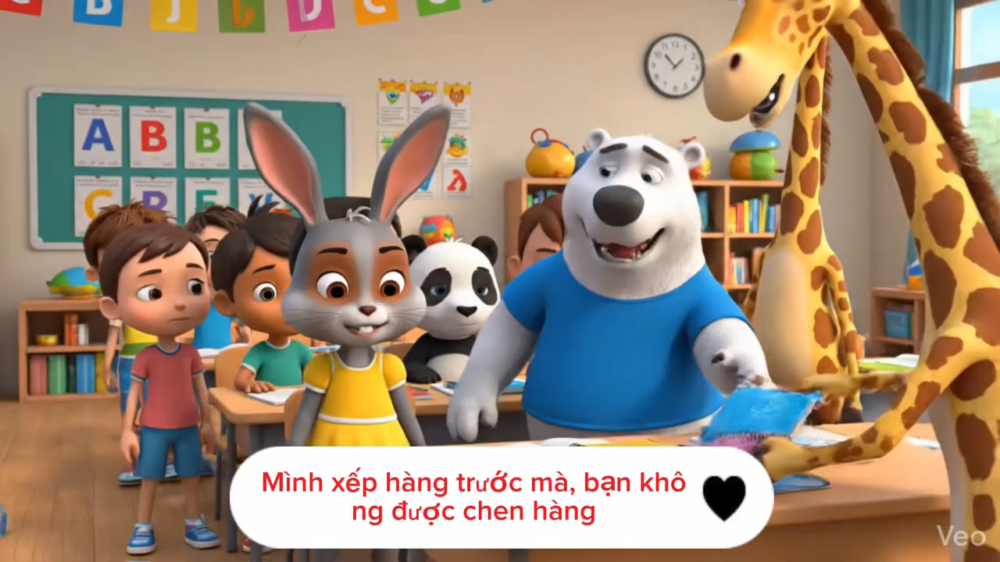 C B J L D C
A B B
Mình xếp hàng trước mà, bạn khô
ng được chen hàng
Veo